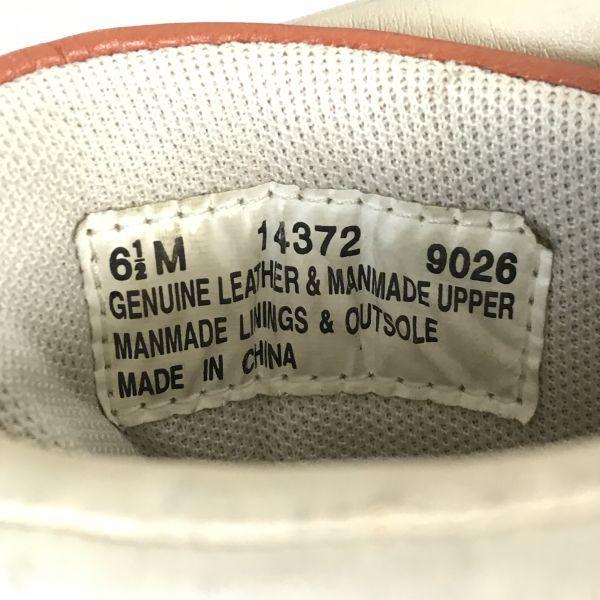 6½ M 14372 9026
GENUINE LEATHER & MANMADE UPPER
MANMADE LININGS & OUTSOLE
MADE IN CHINA